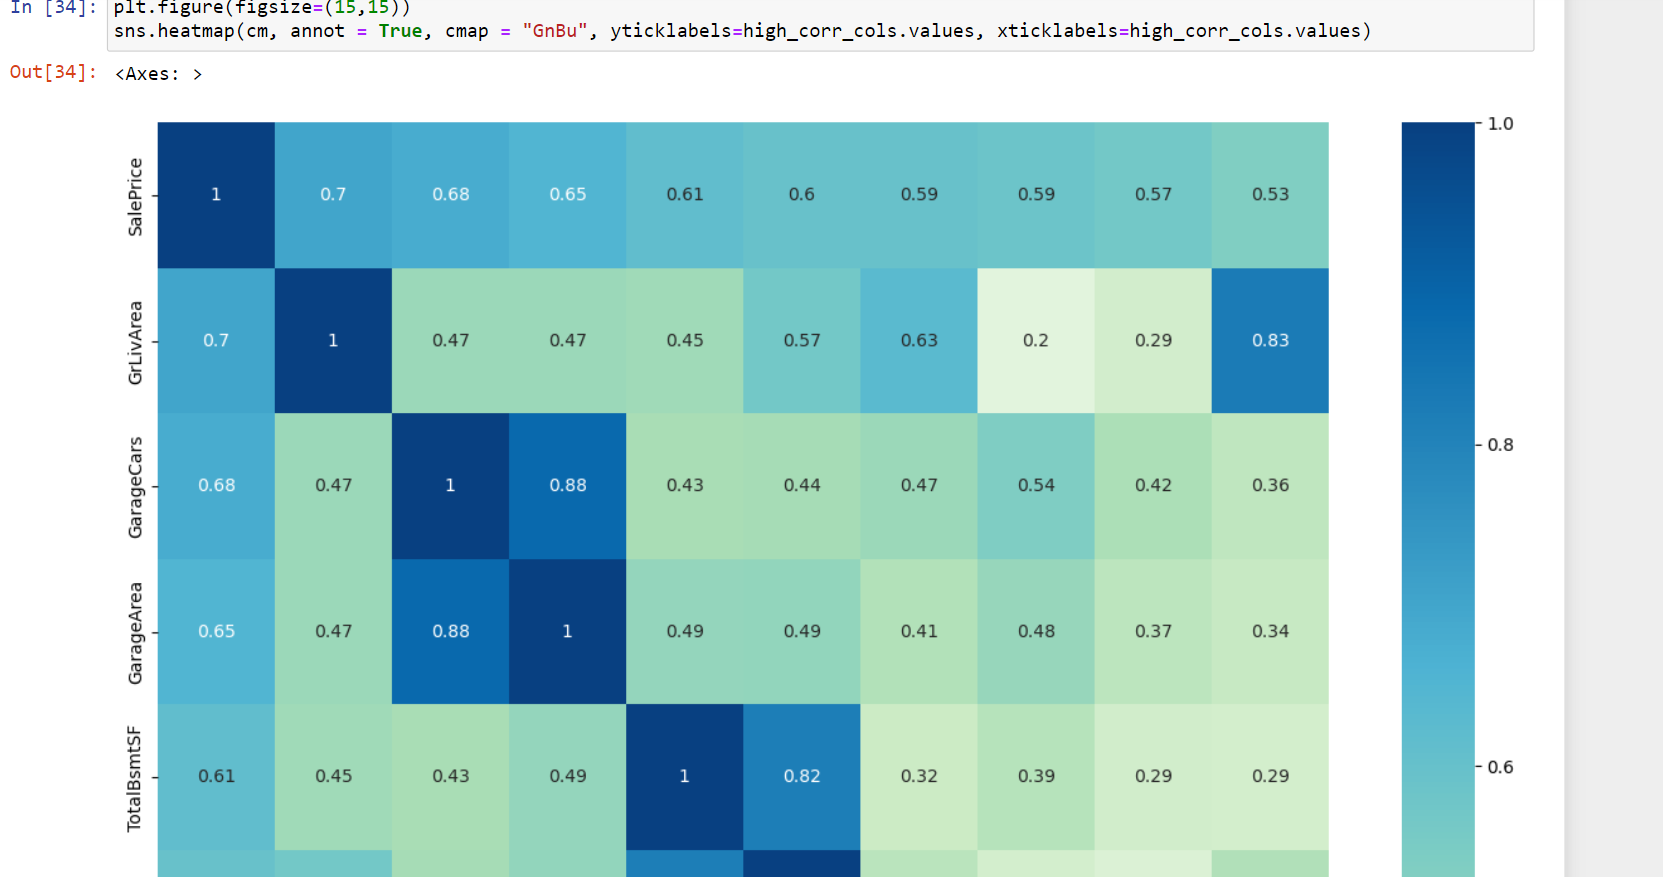 In [34]: plt.figure(figsize=(15,15))
sns.heatmap(cm, annot = True, cmap = "GnBu", yticklabels=high_corr_cols.values, xticklabels=high_corr_cols.values)
Out[34]: <Axes: >
SalePrice 1 0.7 0.68 0.65 0.61 0.6 0.59 0.59 0.57 0.53
GrLivArea 0.7 1 0.47 0.47 0.45 0.57 0.63 0.2 0.29 0.83
GarageCars 0.68 0.47 1 0.88 0.43 0.44 0.47 0.54 0.42 0.36
GarageArea 0.65 0.47 0.88 1 0.49 0.49 0.41 0.48 0.37 0.34
TotalBsmtSF 0.61 0.45 0.43 0.49 1 0.82 0.32 0.39 0.29 0.29
1.0
0.8
0.6